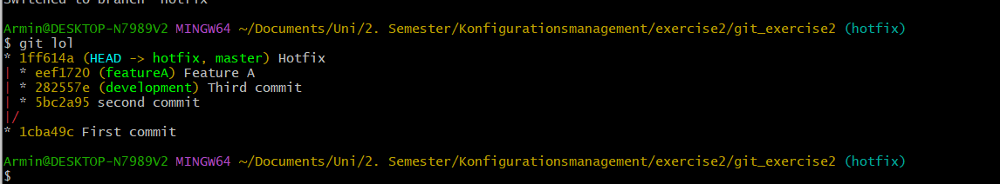 Switched to branch 'hotfix'
Armin@DESKTOP-N7989V2 MINGW64 ~/Documents/Uni/2. Semester/Konfigurationsmanagement/exercise2/git_exercise2 (hotfix)
$ git lol
* 1ff614a (HEAD -> hotfix, master) Hotfix
| * eef1720 (featureA) Feature A
| * 282557e (development) Third commit
| * 5bc2a95 second commit
|/
* 1cba49c First commit
Armin@DESKTOP-N7989V2 MINGW64 ~/Documents/Uni/2. Semester/Konfigurationsmanagement/exercise2/git_exercise2 (hotfix)
$